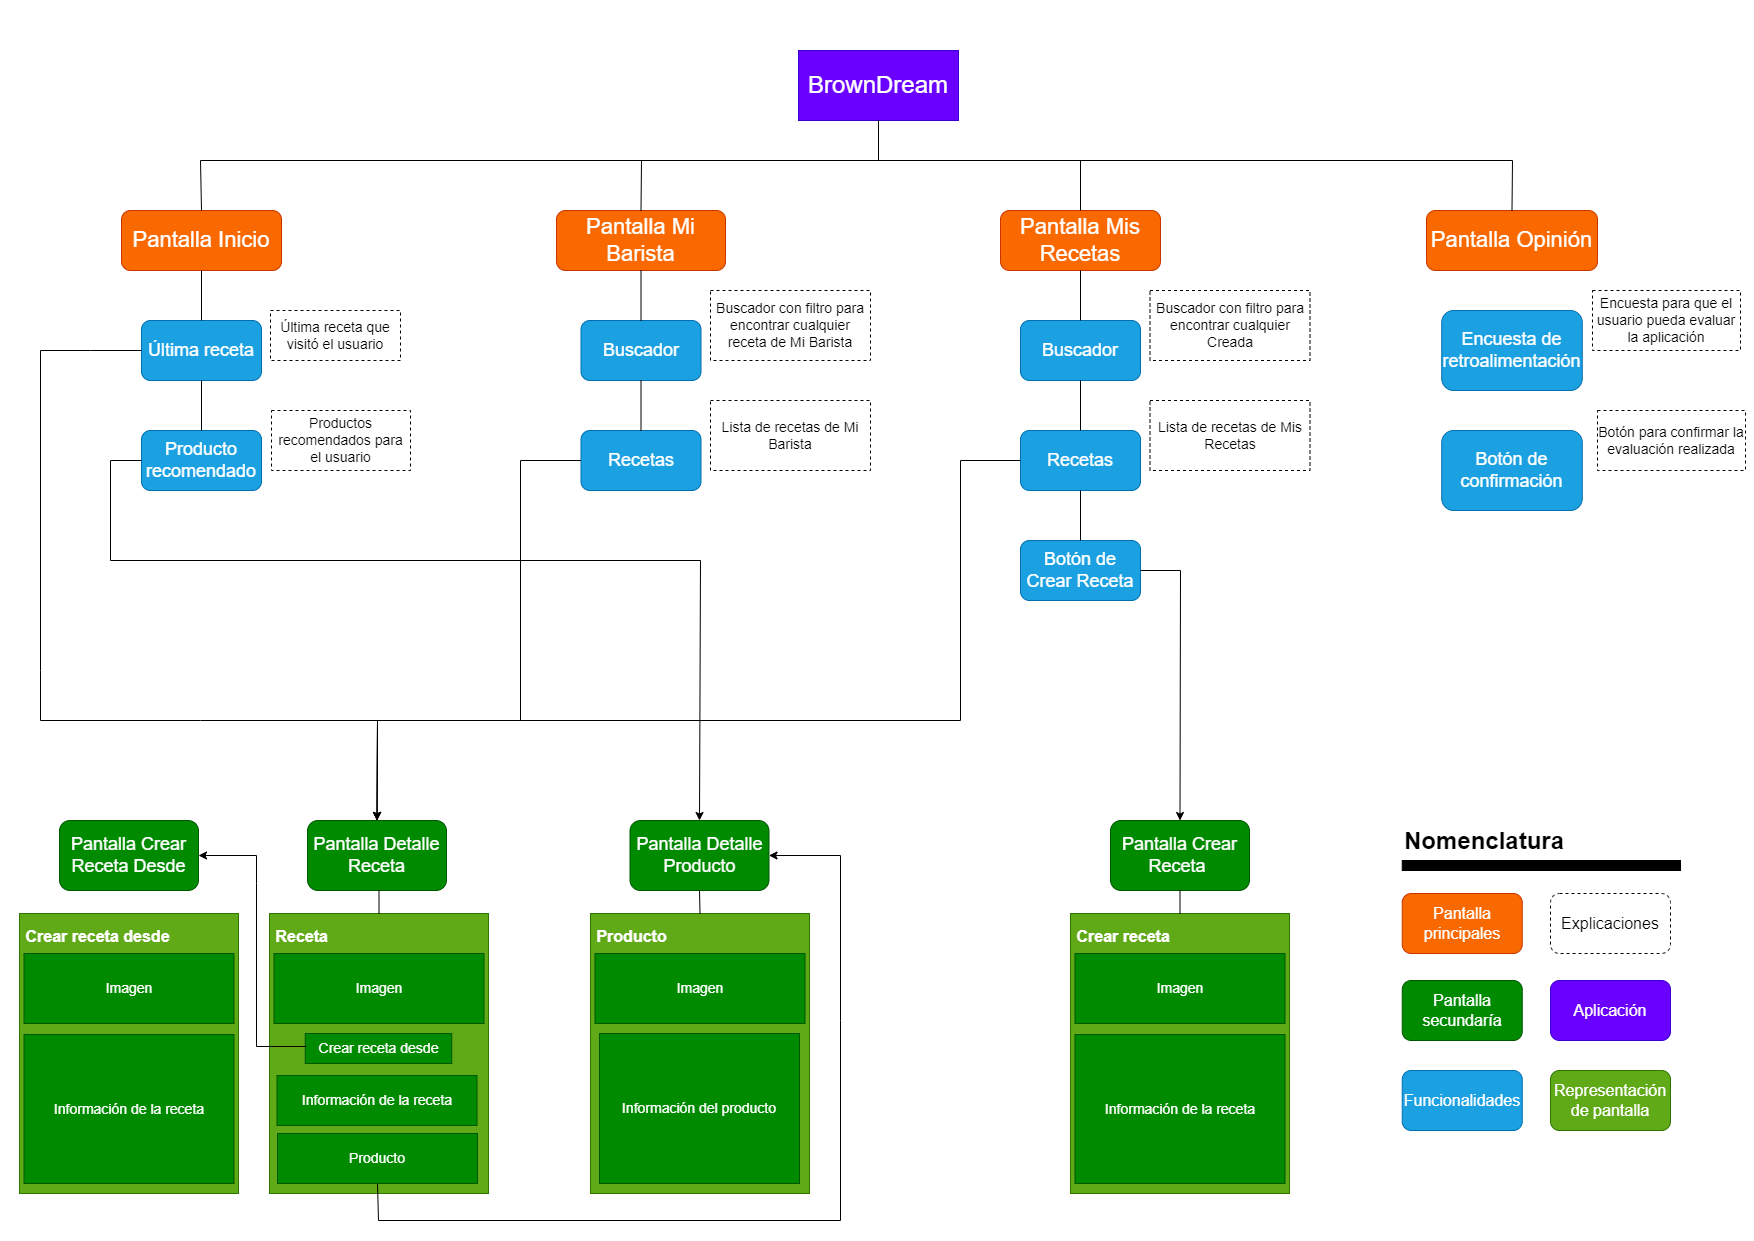 BrownDream
Pantalla Inicio
Pantalla Mi
Barista
Pantalla Mis
Recetas
Pantalla Opinión
Última receta
Última receta que
visitó el usuario
Buscador
Buscador con filtro para
encontrar cualquier
receta de Mi Barista
Buscador
Buscador con filtro para
encontrar cualquier
Creada
Encuesta de
retroalimentación
Encuesta para que el
usuario pueda evaluar
la aplicación
Producto
recomendado
Productos
recomendados para
el usuario
Recetas
Lista de recetas de Mi
Barista
Recetas
Lista de recetas de Mis
Recetas
Botón de
confirmación
Botón para confirmar la
evaluación realizada
Botón de
Crear Receta
Pantalla Crear
Receta Desde
Pantalla Detalle
Receta
Pantalla Detalle
Producto
Pantalla Crear
Receta
Crear receta desde
Imagen
Información de la receta
Receta
Imagen
Crear receta desde
Información de la receta
Producto
Producto
Imagen
Información del producto
Crear receta
Imagen
Información de la receta
Nomenclatura
Pantalla
principales
Explicaciones
Pantalla
secundaría
Aplicación
Funcionalidades
Representación
de pantalla